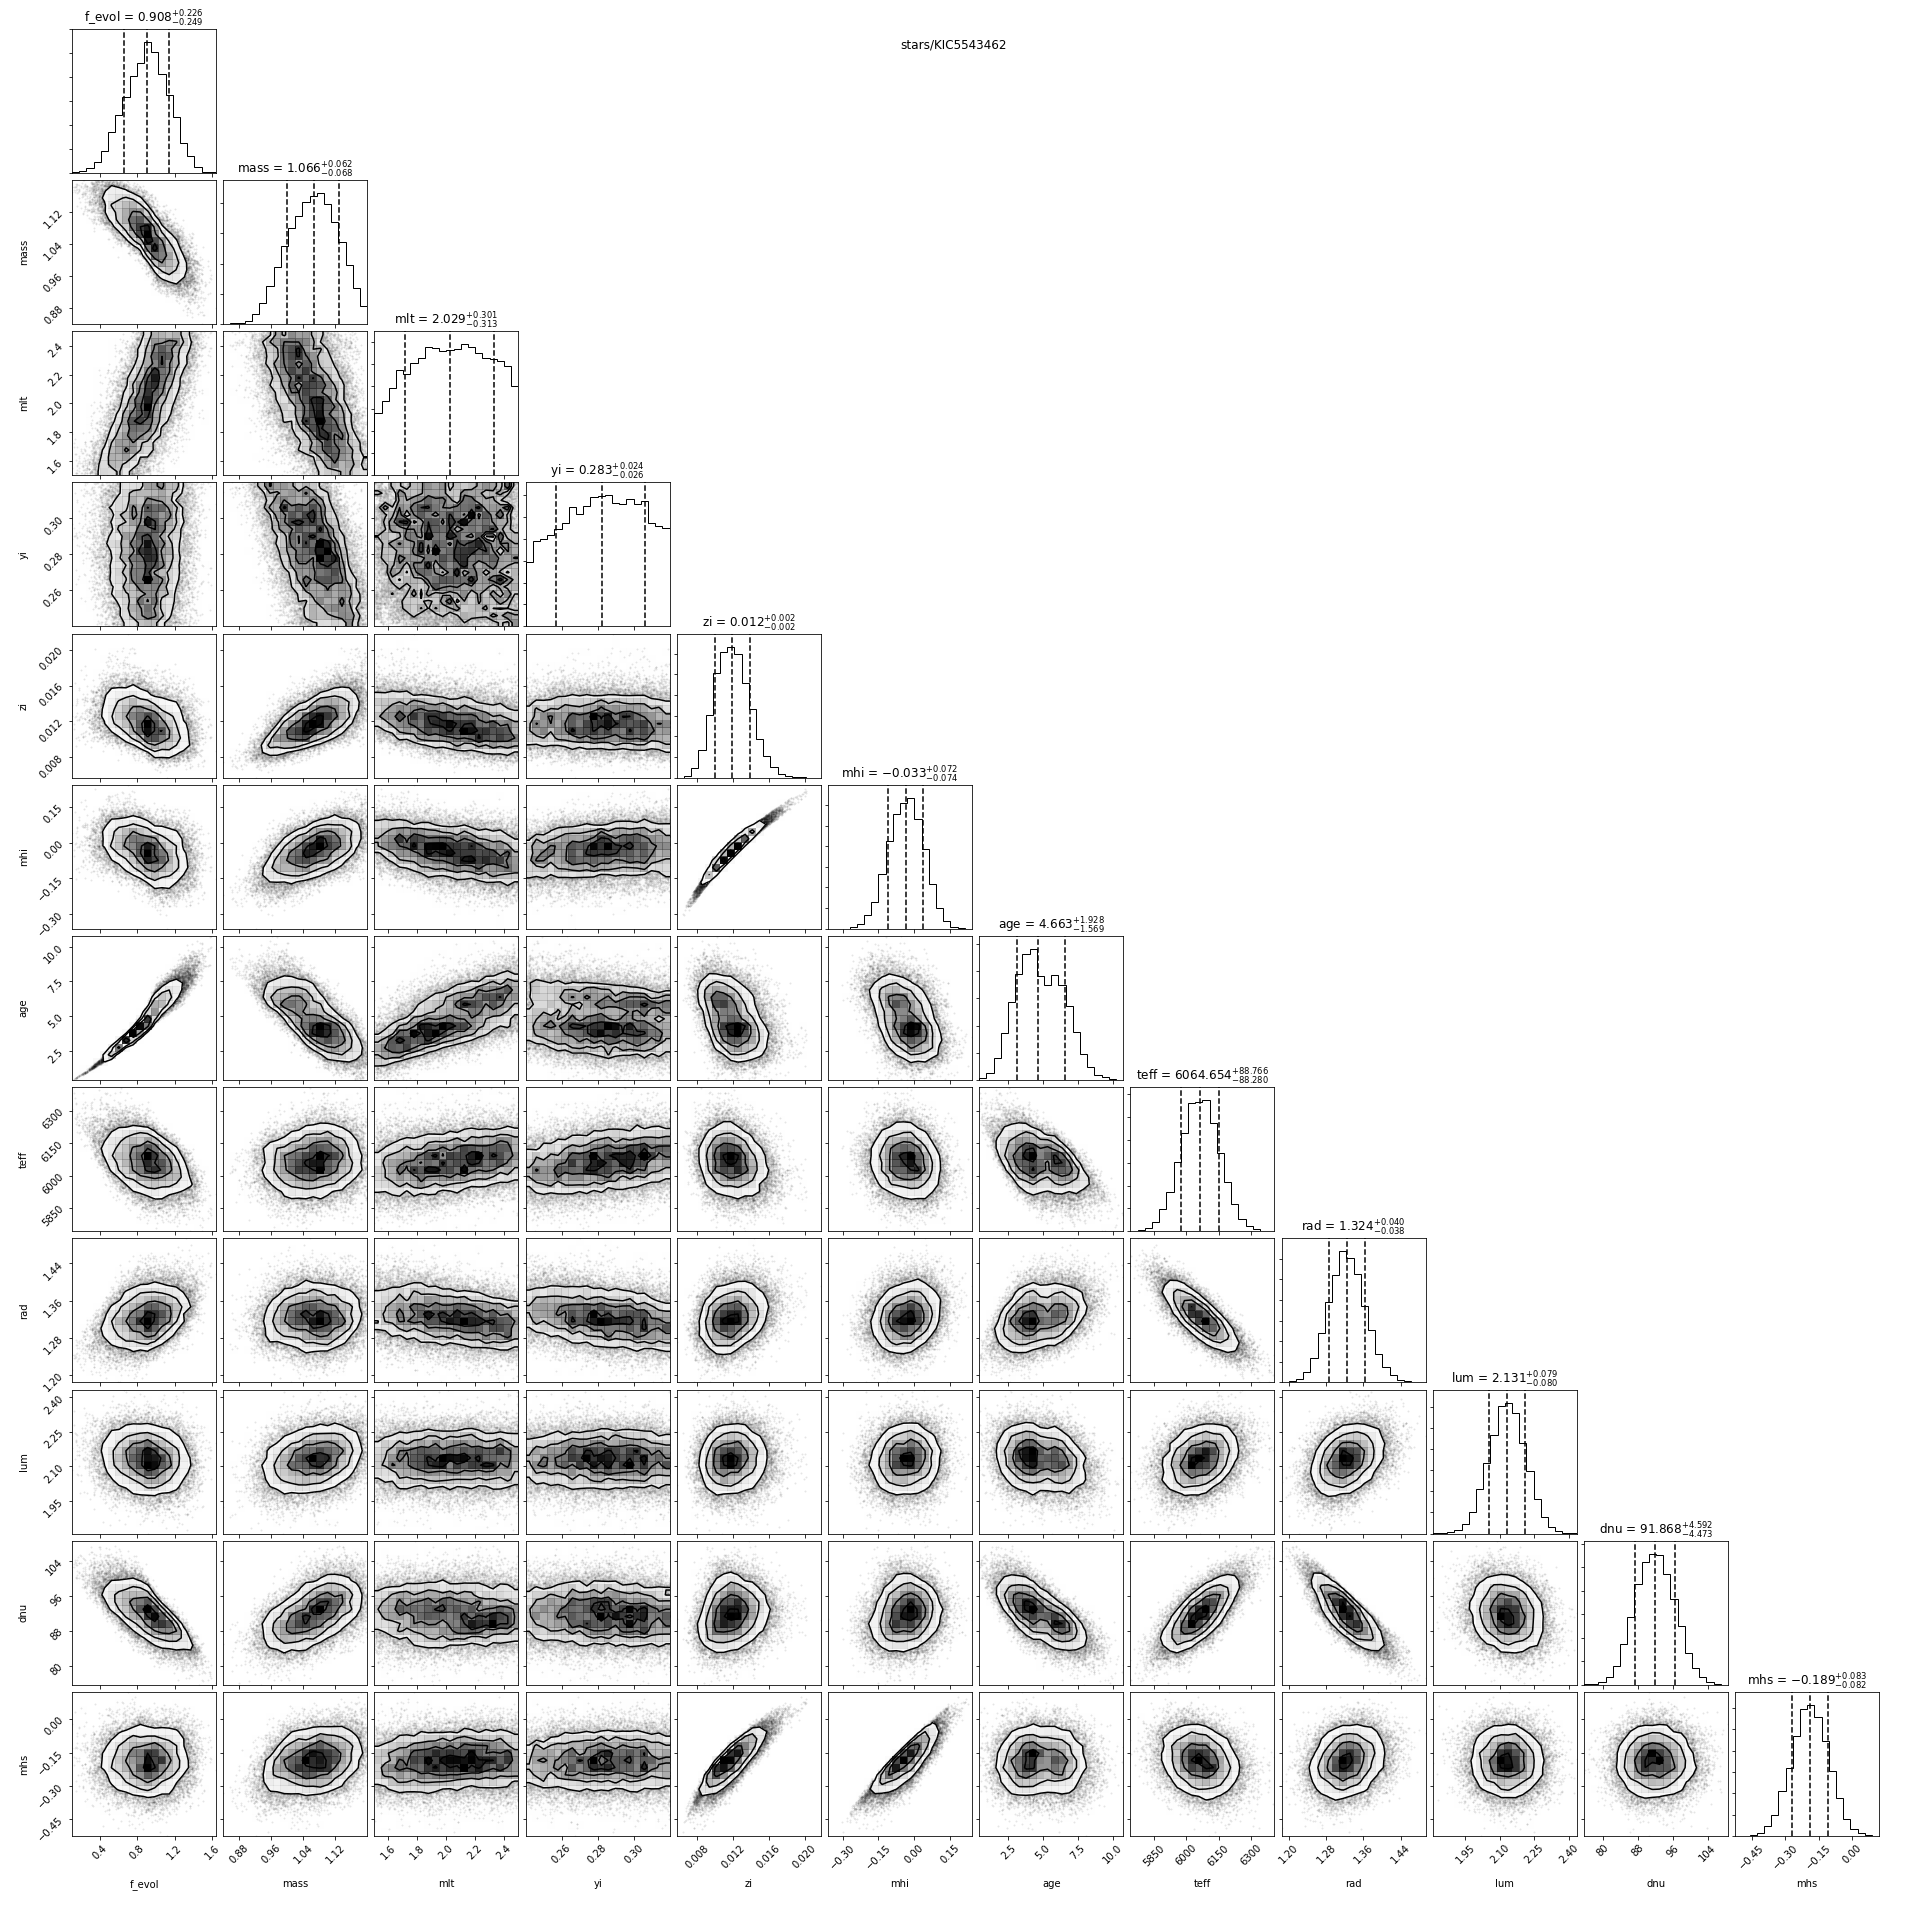 f_evol = 0.908+0.226−0.249
stars/KIC5543462
mass = 1.066+0.062−0.068
1.12
1.04
0.96
0.88
mass
mlt = 2.029+0.301−0.313
2.4
2.2
2.0
1.8
1.6
mlt
yi = 0.283+0.024−0.026
0.30
0.28
0.26
yi
zi = 0.012+0.002−0.002
0.020
0.016
0.012
0.008
zi
mhi = −0.033+0.072−0.074
0.15
0.00
−0.15
−0.30
mhi
age = 4.663+1.928−1.569
10.0
7.5
5.0
2.5
age
teff = 6064.654+88.766−88.280
6300
6150
6000
5850
teff
rad = 1.324+0.040−0.038
1.44
1.36
1.28
1.20
rad
lum = 2.131+0.079−0.080
2.40
2.25
2.10
1.95
lum
dnu = 91.868+4.592−4.473
104
96
88
80
dnu
mhs = −0.189+0.083−0.082
0.00
−0.15
−0.30
−0.45
mhs
0.4 0.8 1.2 1.6 0.88 0.96 1.04 1.12 1.6 1.8 2.0 2.2 2.4 0.26 0.28 0.30 0.008 0.012 0.016 0.020 −0.30 −0.15 0.00 0.15 2.5 5.0 7.5 10.0 5850 6000 6150 6300 1.20 1.28 1.36 1.44 1.95 2.10 2.25 2.40 80 88 96 104 −0.45 −0.30 −0.15 0.00
f_evol mass mlt yi zi mhi age teff rad lum dnu mhs